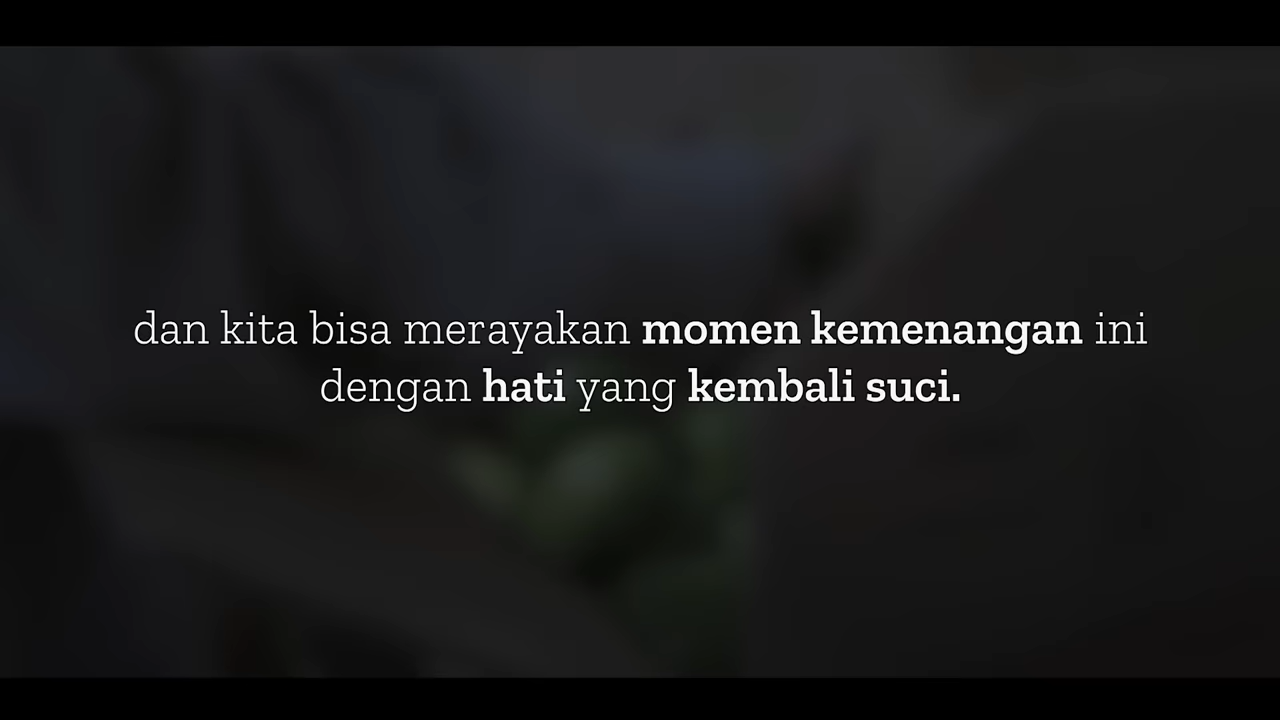 dan kita bisa merayakan momen kemenangan ini
dengan hati yang kembali suci.